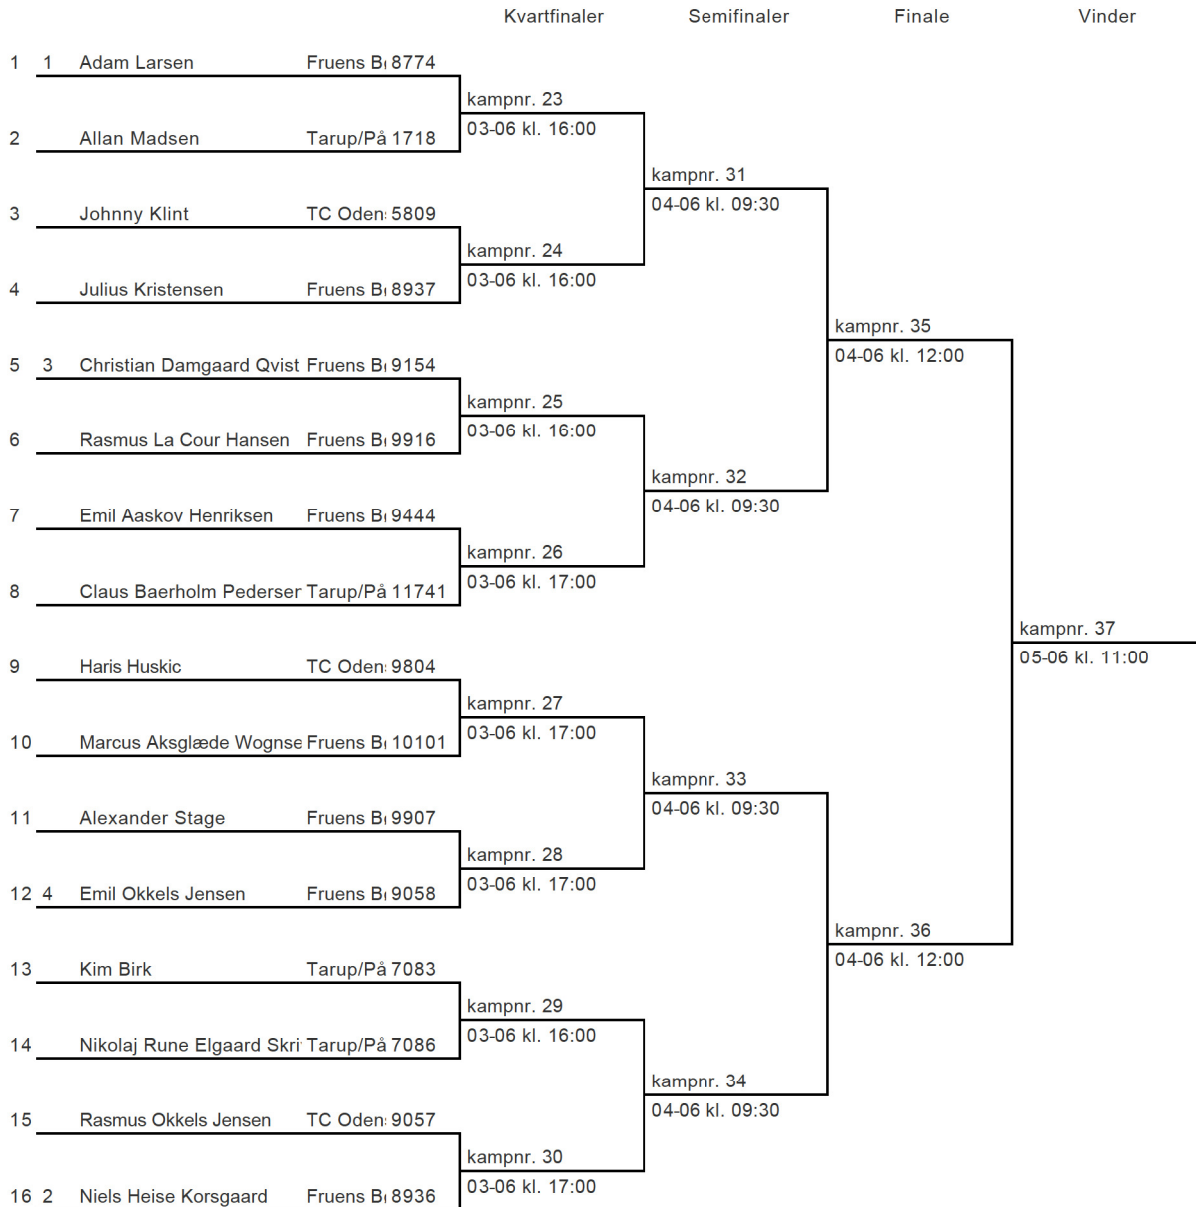 Kvartfinaler Semifinaler Finale Vinder
1 1 Adam Larsen Fruens Bø 8774
kampnr. 23
03-06 kl. 16:00
2 Allan Madsen Tarup/På 1718
kampnr. 31
04-06 kl. 09:30
3 Johnny Klint TC Oden 5809
kampnr. 24
03-06 kl. 16:00
4 Julius Kristensen Fruens Bø 8937
kampnr. 35
04-06 kl. 12:00
5 3 Christian Damgaard Qvist Fruens Bø 9154
kampnr. 25
03-06 kl. 16:00
6 Rasmus La Cour Hansen Fruens Bø 9916
kampnr. 32
04-06 kl. 09:30
7 Emil Aaskov Henriksen Fruens Bø 9444
kampnr. 26
03-06 kl. 17:00
8 Claus Baerholm Pedersen Tarup/På 11741
kampnr. 37
05-06 kl. 11:00
9 Haris Huskic TC Oden 9804
kampnr. 27
03-06 kl. 17:00
10 Marcus Aksglæde Wognse Fruens Bø 10101
kampnr. 33
04-06 kl. 09:30
11 Alexander Stage Fruens Bø 9907
kampnr. 28
03-06 kl. 17:00
12 4 Emil Okkels Jensen Fruens Bø 9058
kampnr. 36
04-06 kl. 12:00
13 Kim Birk Tarup/På 7083
kampnr. 29
03-06 kl. 16:00
14 Nikolaj Rune Elgaard Skri Tarup/På 7086
kampnr. 34
04-06 kl. 09:30
15 Rasmus Okkels Jensen TC Oden 9057
kampnr. 30
03-06 kl. 17:00
16 2 Niels Heise Korsgaard Fruens Bø 8936